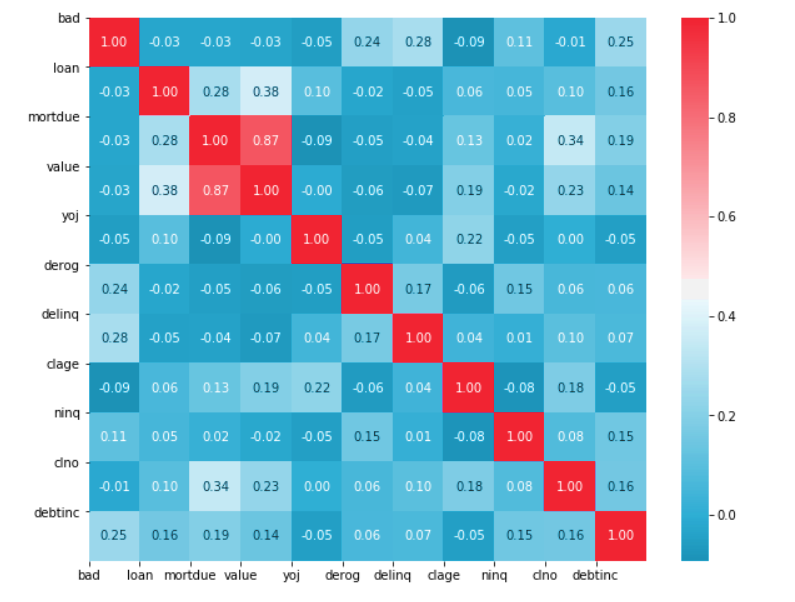 bad
1.00 -0.03 -0.03 -0.03 -0.05 0.24 0.28 -0.09 0.11 -0.01 0.25
loan
-0.03 1.00 0.28 0.38 0.10 -0.02 -0.05 0.06 0.05 0.10 0.16
mortdue
-0.03 0.28 1.00 0.87 -0.09 -0.05 -0.04 0.13 0.02 0.34 0.19
value
-0.03 0.38 0.87 1.00 -0.00 -0.06 -0.07 0.19 -0.02 0.23 0.14
yoj
-0.05 0.10 -0.09 -0.00 1.00 -0.05 0.04 0.22 -0.05 0.00 -0.05
derog
0.24 -0.02 -0.05 -0.06 -0.05 1.00 0.17 -0.06 0.15 0.06 0.06
delinq
0.28 -0.05 -0.04 -0.07 0.04 0.17 1.00 0.04 0.01 0.10 0.07
clage
-0.09 0.06 0.13 0.19 0.22 -0.06 0.04 1.00 -0.08 0.18 -0.05
ninq
0.11 0.05 0.02 -0.02 -0.05 0.15 0.01 -0.08 1.00 0.08 0.15
clno
-0.01 0.10 0.34 0.23 0.00 0.06 0.10 0.18 0.08 1.00 0.16
debtinc
0.25 0.16 0.19 0.14 -0.05 0.06 0.07 -0.05 0.15 0.16 1.00
bad loan mortdue value yoj derog delinq clage ninq clno debtinc
1.0
0.8
0.6
0.4
0.2
0.0